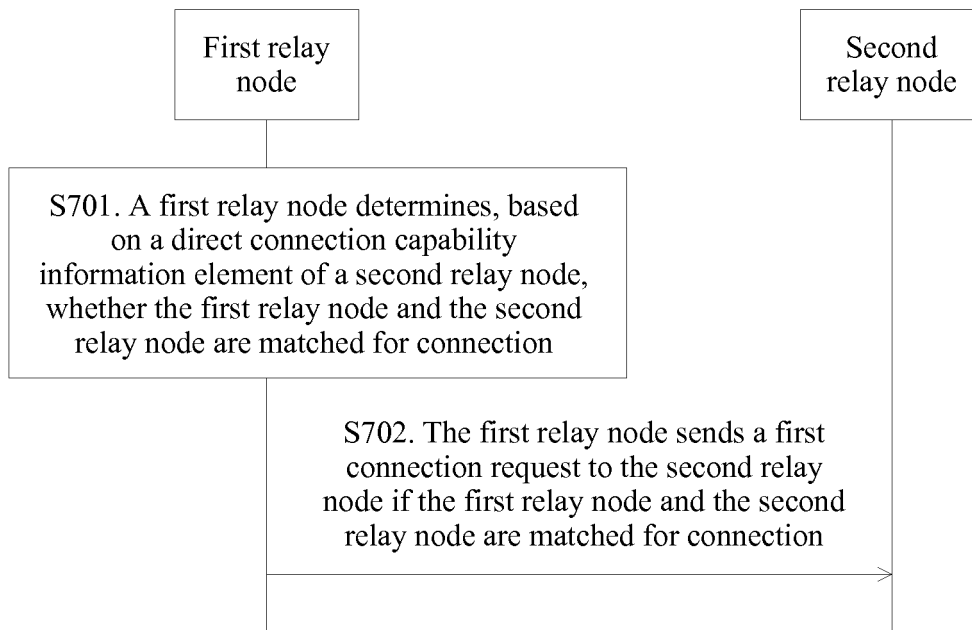 First relay
node
Second
relay node
S701. A first relay node determines, based
on a direct connection capability
information element of a second relay node,
whether the first relay node and the second
relay node are matched for connection
S702. The first relay node sends a first
connection request to the second relay
node if the first relay node and the second
relay node are matched for connection